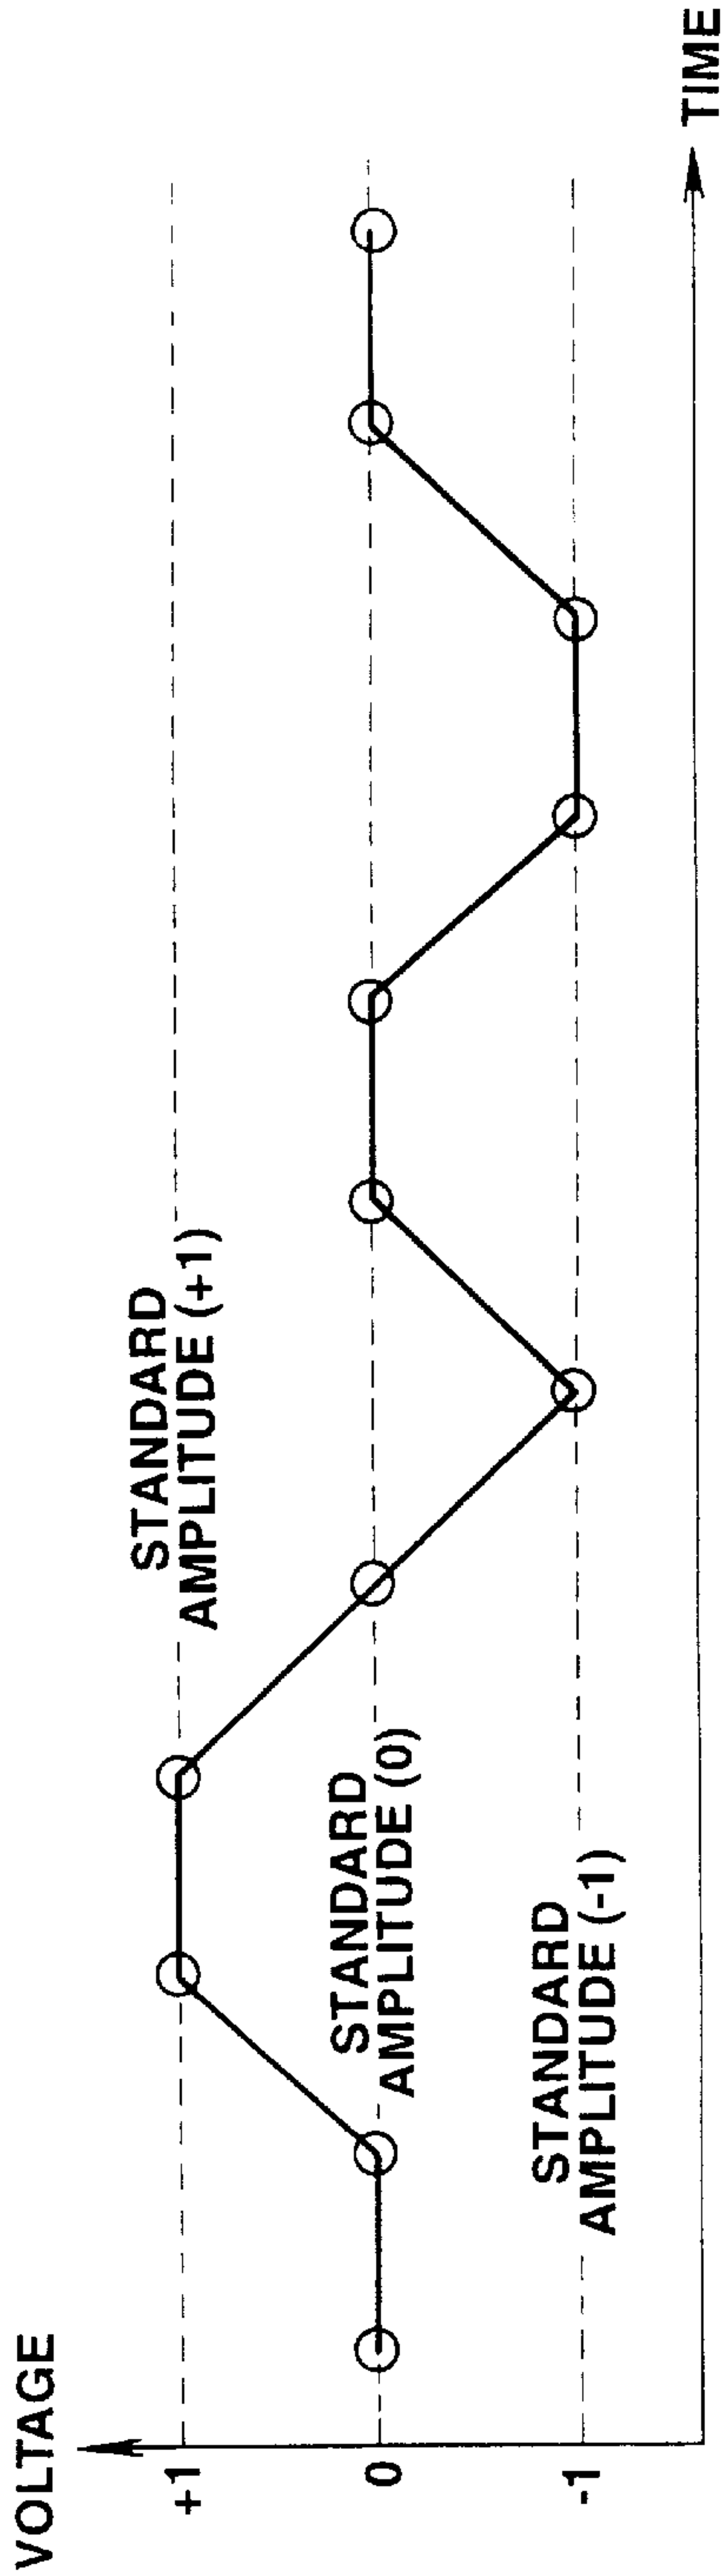 VOLTAGE
+1
0
-1
STANDARD
AMPLITUDE (+1)
STANDARD
AMPLITUDE (0)
STANDARD
AMPLITUDE (-1)
TIME